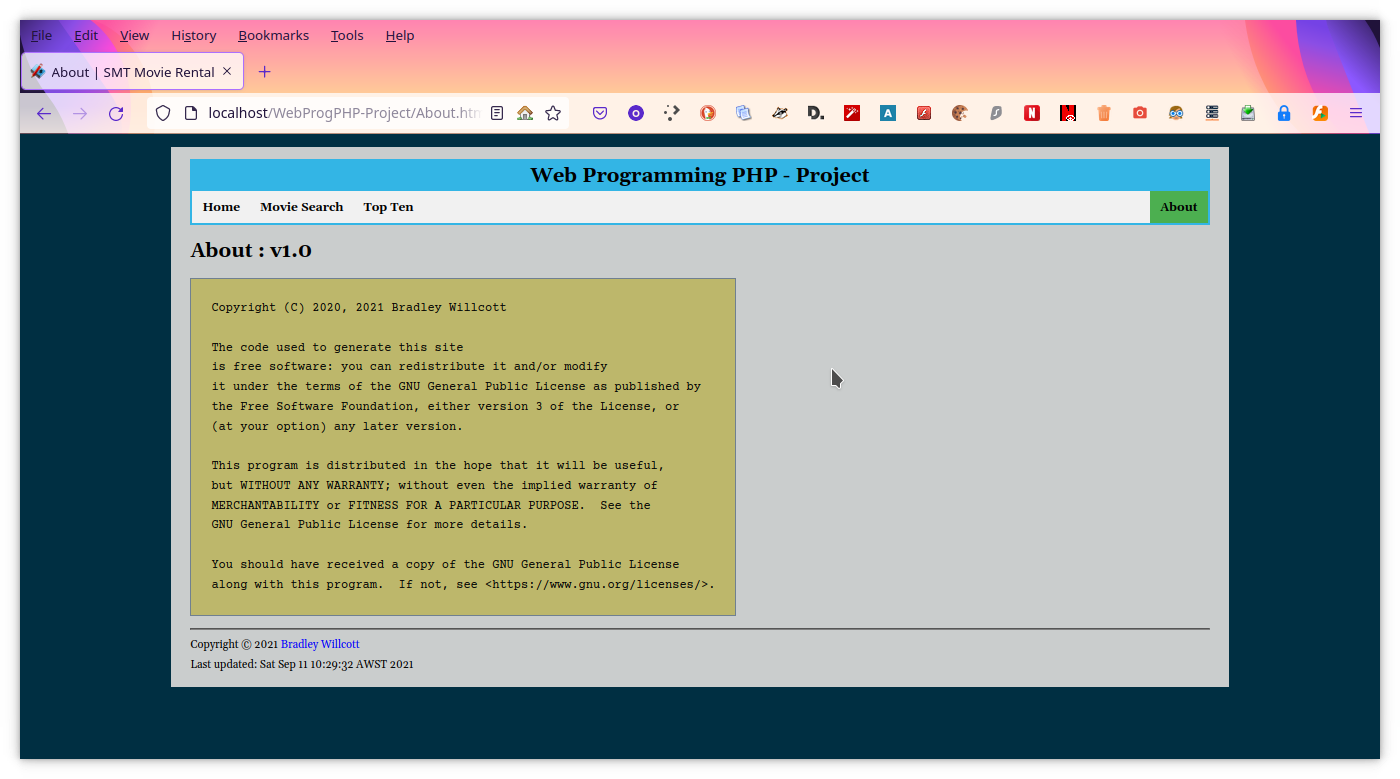 File Edit View History Bookmarks Tools Help
About | SMT Movie Rental
localhost/WebProgPHP-Project/About.htm
Web Programming PHP - Project
Home Movie Search Top Ten About
About : v1.0
Copyright (C) 2020, 2021 Bradley Willcott
The code used to generate this site
is free software: you can redistribute it and/or modify
it under the terms of the GNU General Public License as published by
the Free Software Foundation, either version 3 of the License, or
(at your option) any later version.
This program is distributed in the hope that it will be useful,
but WITHOUT ANY WARRANTY; without even the implied warranty of
MERCHANTABILITY or FITNESS FOR A PARTICULAR PURPOSE.  See the
GNU General Public License for more details.
You should have received a copy of the GNU General Public License
along with this program.  If not, see <https://www.gnu.org/licenses/>.
Copyright © 2021 Bradley Willcott
Last updated: Sat Sep 11 10:29:32 AWST 2021